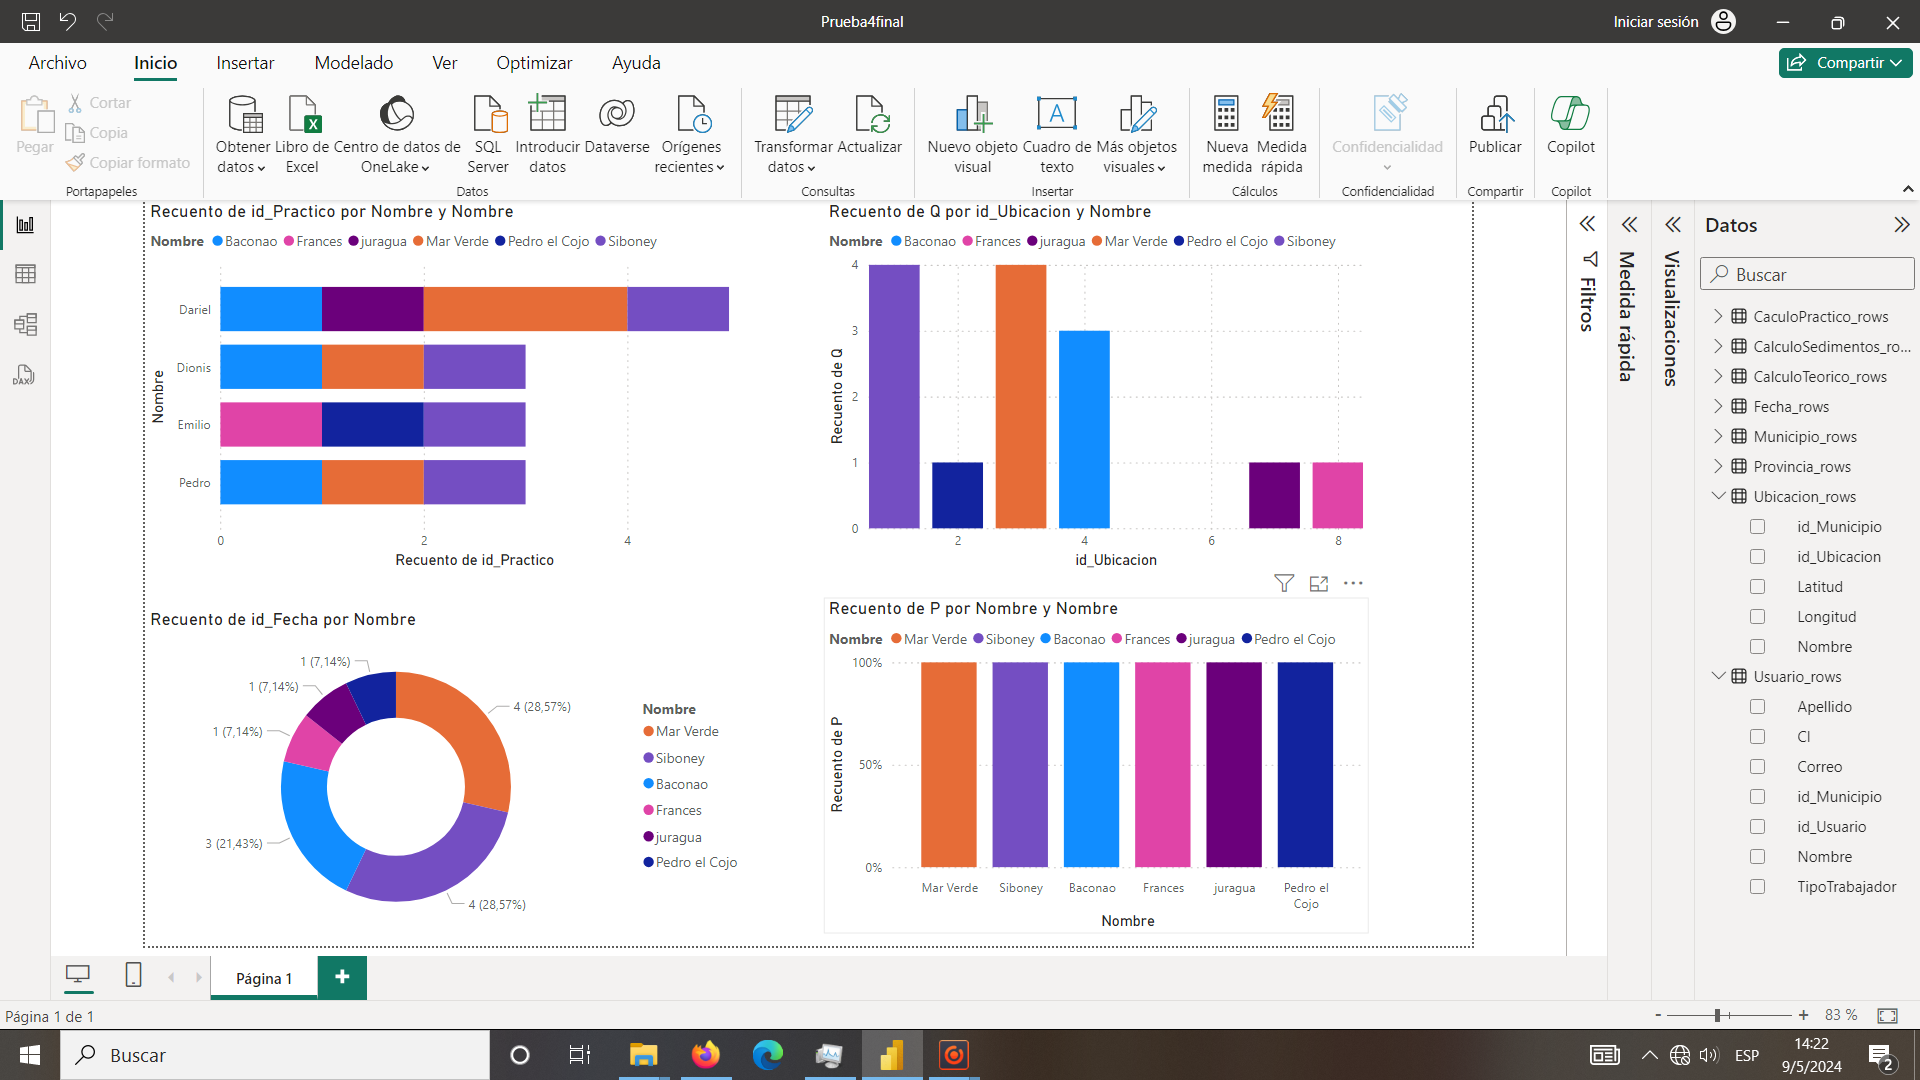 Prueba4final
Iniciar sesión
Archivo Inicio Insertar Modelado Ver Optimizar Ayuda
Compartir
Pegar
Cortar
Copia
Copiar formato
Portapapeles
Obtener datos
Libro de Excel
Centro de datos de OneLake
SQL Server
Introducir datos
Dataverse
Orígenes recientes
Datos
Transformar datos
Actualizar
Consultas
Nuevo objeto visual
Cuadro de texto
Más objetos visuales
Insertar
Nueva medida
Medida rápida
Cálculos
Confidencialidad
Confidencialidad
Publicar
Compartir
Copilot
Copilot
Recuento de id_Practico por Nombre y Nombre
Nombre Baconao Frances juragua Mar Verde Pedro el Cojo Siboney
Nombre
Dariel
Dionis
Emilio
Pedro
0 2 4
Recuento de id_Practico
Recuento de Q por id_Ubicacion y Nombre
Nombre Baconao Frances juragua Mar Verde Pedro el Cojo Siboney
Recuento de Q
4
3
2
1
0
2 4 6 8
id_Ubicacion
Recuento de id_Fecha por Nombre
1 (7,14%)
1 (7,14%)
1 (7,14%)
3 (21,43%)
4 (28,57%)
4 (28,57%)
Nombre
Mar Verde
Siboney
Baconao
Frances
juragua
Pedro el Cojo
Recuento de P por Nombre y Nombre
Nombre Mar Verde Siboney Baconao Frances juragua Pedro el Cojo
Recuento de P
100%
50%
0%
Mar Verde Siboney Baconao Frances juragua Pedro el Cojo
Nombre
Filtros
Medida rápida
Visualizaciones
Datos
Buscar
CaculoPractico_rows
CalculoSedimentos_ro...
CalculoTeorico_rows
Fecha_rows
Municipio_rows
Provincia_rows
Ubicacion_rows
id_Municipio
id_Ubicacion
Latitud
Longitud
Nombre
Usuario_rows
Apellido
CI
Correo
id_Municipio
id_Usuario
Nombre
TipoTrabajador
Página 1
+
Página 1 de 1
- + 83 %
Buscar
ESP
14:22
9/5/2024
2